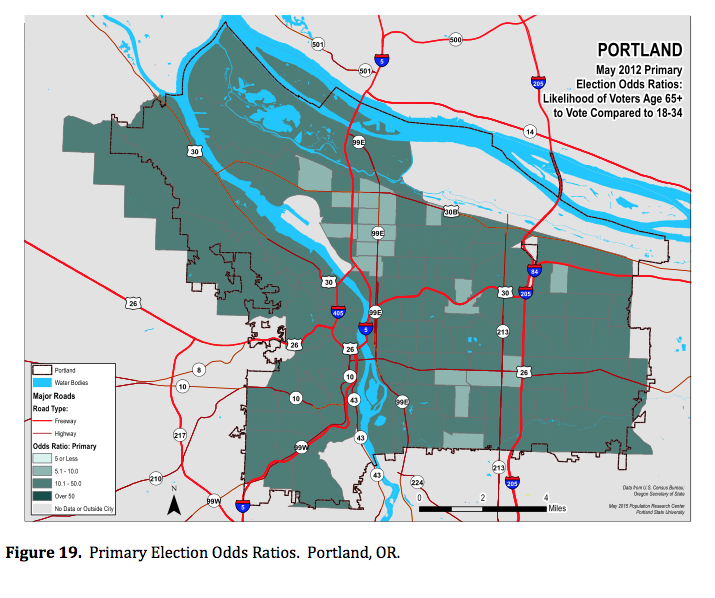 PORTLAND
May 2012 Primary
Election Odds Ratios:
Likelihood of Voters Age 65+
to Vote Compared to 18-34
501
5
500
501
205
14
99E
30
30B
99E
84
30
205
30
26
405
99E
5
213
26
26
26
8
10
10
43
10
99E
217
43
99W
210
43
224
213
205
99W
5
Portland
Water Bodies
Major Roads
Road Type:
Freeway
Highway
Odds Ratio: Primary
5 or Less
5.1 - 10.0
10.1 - 50.0
Over 50
No Data or Outside City
N
0 2 4
Miles
Data from U.S. Census Bureau;
Oregon Secretary of State
May 2015 Population Research Center
Portland State University
Figure 19. Primary Election Odds Ratios. Portland, OR.